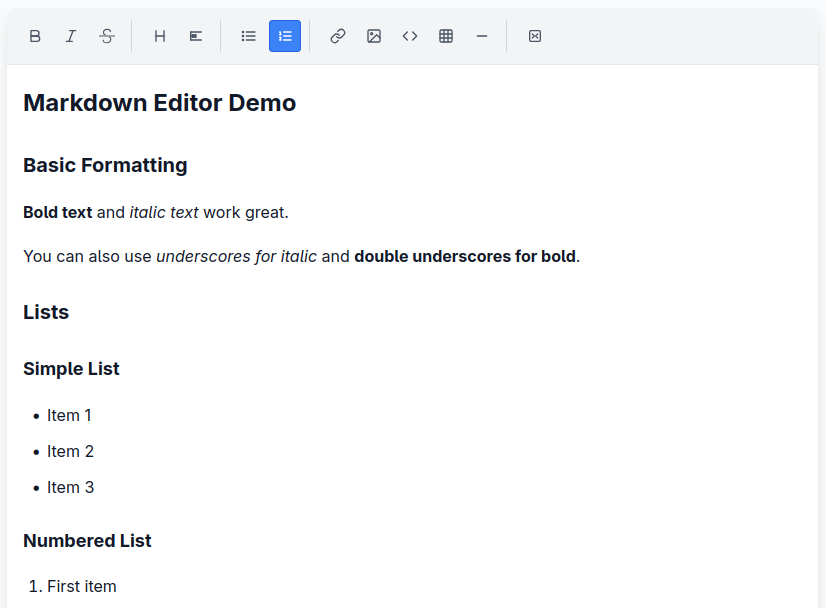 Markdown Editor Demo
Basic Formatting
Bold text and italic text work great.
You can also use underscores for italic and double underscores for bold.
Lists
Simple List
• Item 1
• Item 2
• Item 3
Numbered List
1. First item